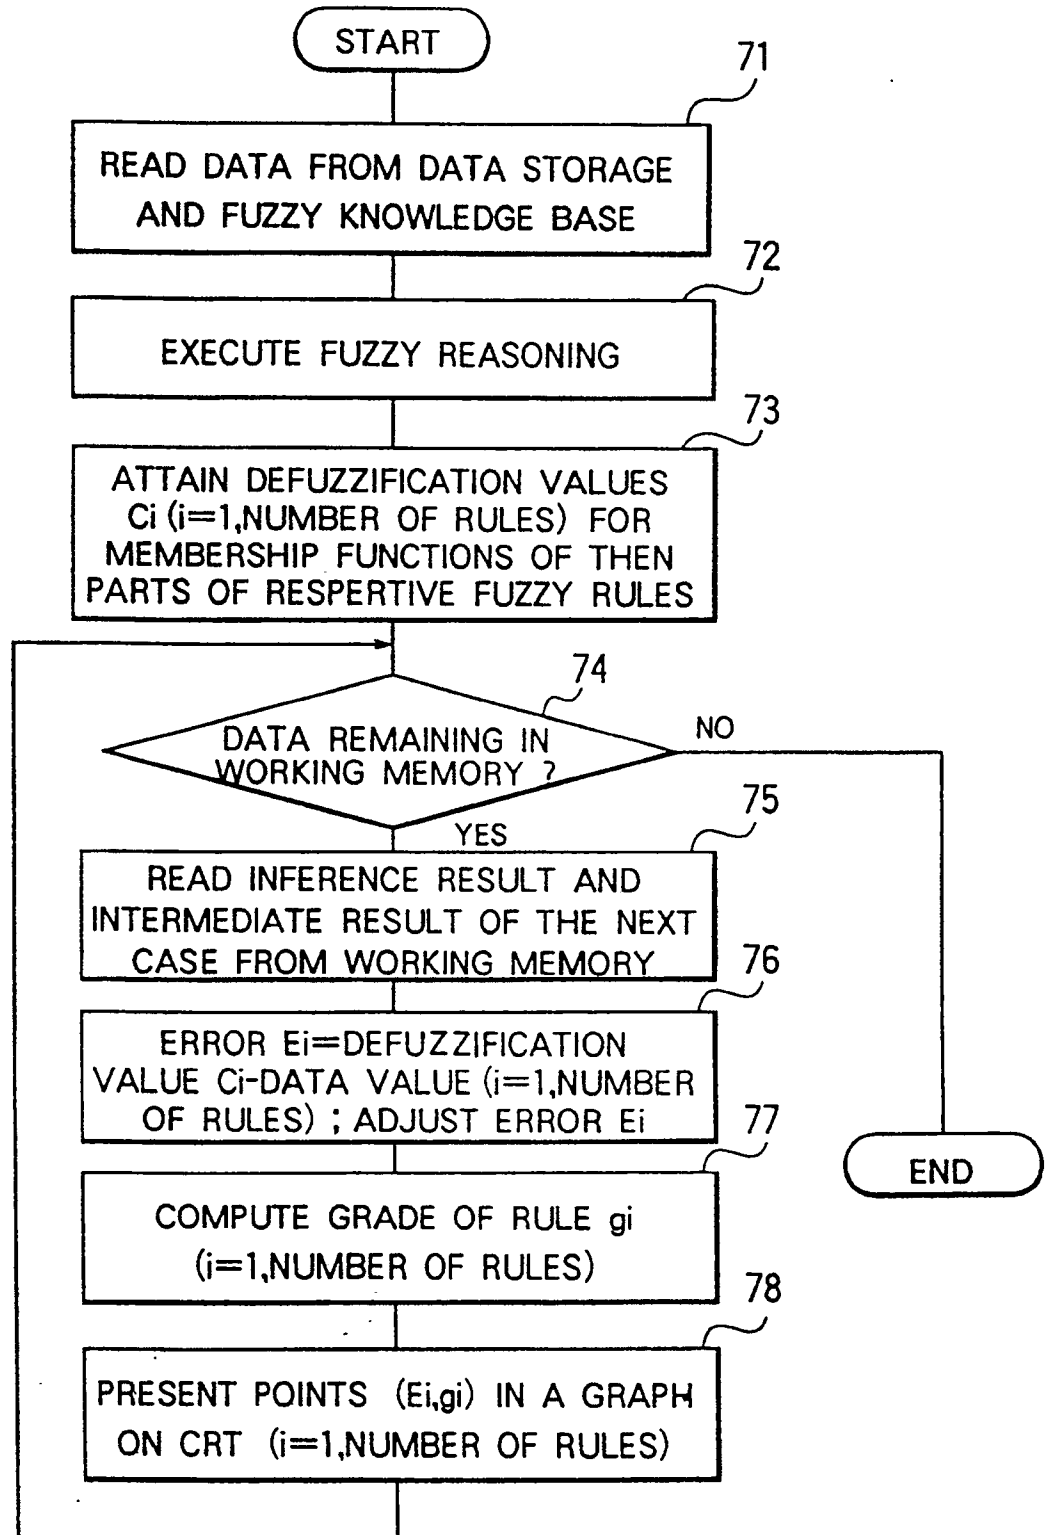 START
71
READ DATA FROM DATA STORAGE
AND FUZZY KNOWLEDGE BASE
72
EXECUTE FUZZY REASONING
73
ATTAIN DEFUZZIFICATION VALUES
Ci (i=1,NUMBER OF RULES) FOR
MEMBERSHIP FUNCTIONS OF THEN
PARTS OF RESPERTIVE FUZZY RULES
74
DATA REMAINING IN
WORKING MEMORY ?
NO
YES
75
READ INFERENCE RESULT AND
INTERMEDIATE RESULT OF THE NEXT
CASE FROM WORKING MEMORY
76
ERROR Ei=DEFUZZIFICATION
VALUE Ci-DATA VALUE (i=1,NUMBER
OF RULES) ; ADJUST ERROR Ei
77
END
COMPUTE GRADE OF RULE gi
(i=1,NUMBER OF RULES)
78
PRESENT POINTS (Ei,gi) IN A GRAPH
ON CRT (i=1,NUMBER OF RULES)